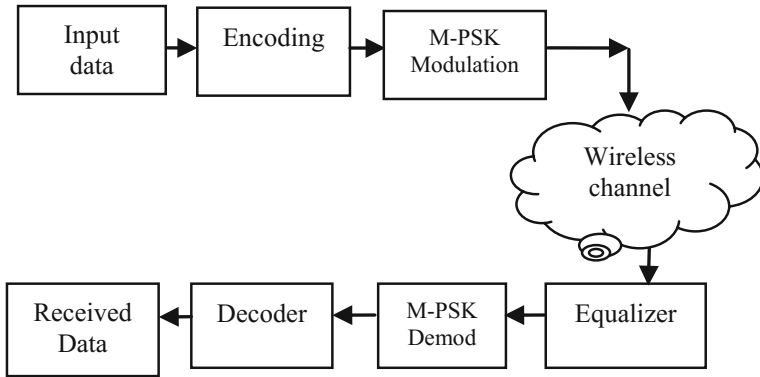 Input
data
Encoding
M-PSK
Modulation
Wireless
channel
Received
Data
Decoder
M-PSK
Demod
Equalizer